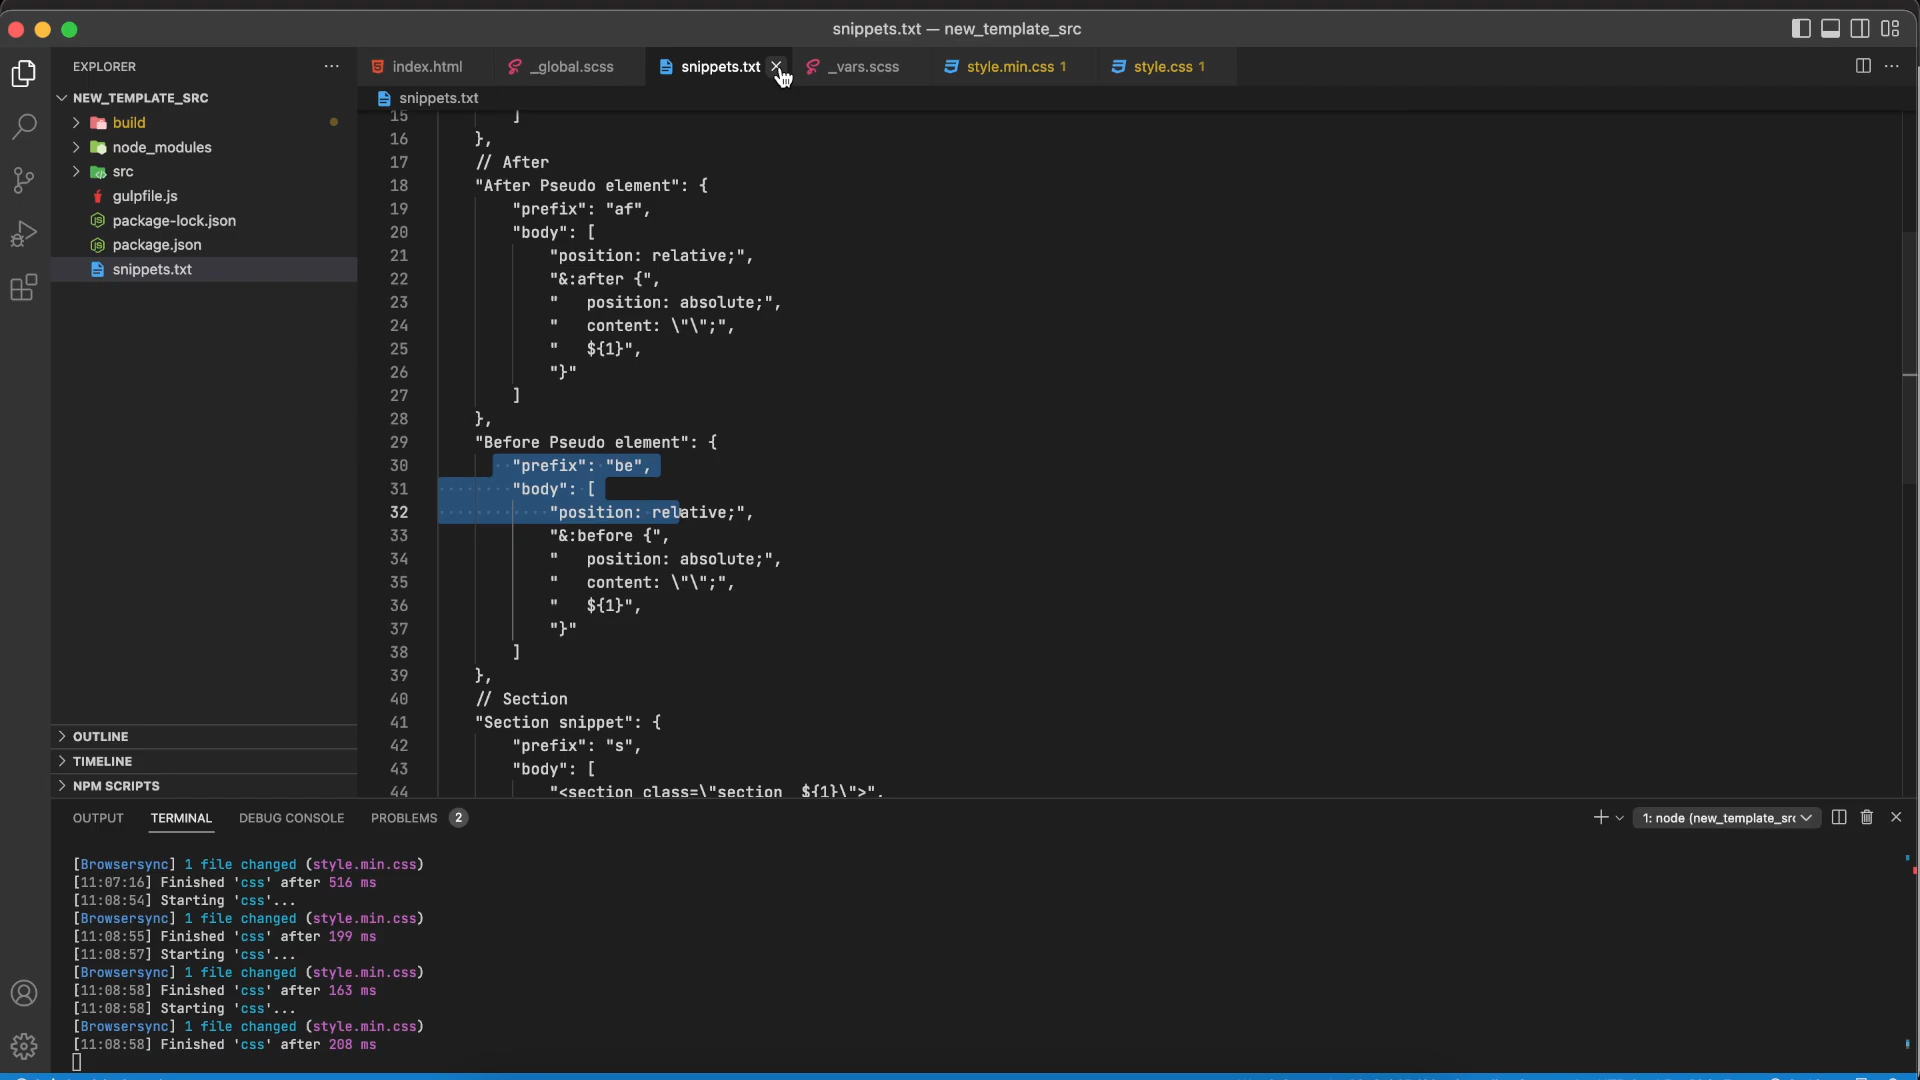 snippets.txt — new_template_src
EXPLORER
index.html
_global.scss
snippets.txt
_vars.scss
style.min.css 1
style.css 1
NEW_TEMPLATE_SRC
build
node_modules
src
gulpfile.js
package-lock.json
package.json
snippets.txt
OUTLINE
TIMELINE
NPM SCRIPTS
snippets.txt
15 ]
16 },
17 // After
18 "After Pseudo element": {
19 "prefix": "af",
20 "body": [
21 "position: relative;",
22 "&:after {",
23 " position: absolute;",
24 " content: \"\";",
25 " ${1}",
26 "}"
27 ]
28 },
29 "Before Pseudo element": {
30 "prefix": "be",
31 "body": [
32 "position: relative;",
33 "&:before {",
34 " position: absolute;",
35 " content: \"\";",
36 " ${1}",
37 "}"
38 ]
39 },
40 // Section
41 "Section snippet": {
42 "prefix": "s",
43 "body": [
44 "<section class=\"section ${1}\">",
OUTPUT TERMINAL DEBUG CONSOLE PROBLEMS 2
1: node (new_template_src
[Browsersync] 1 file changed (style.min.css)
[11:07:16] Finished 'css' after 516 ms
[11:08:54] Starting 'css'...
[Browsersync] 1 file changed (style.min.css)
[11:08:55] Finished 'css' after 199 ms
[11:08:57] Starting 'css'...
[Browsersync] 1 file changed (style.min.css)
[11:08:58] Finished 'css' after 163 ms
[11:08:58] Starting 'css'...
[Browsersync] 1 file changed (style.min.css)
[11:08:58] Finished 'css' after 208 ms